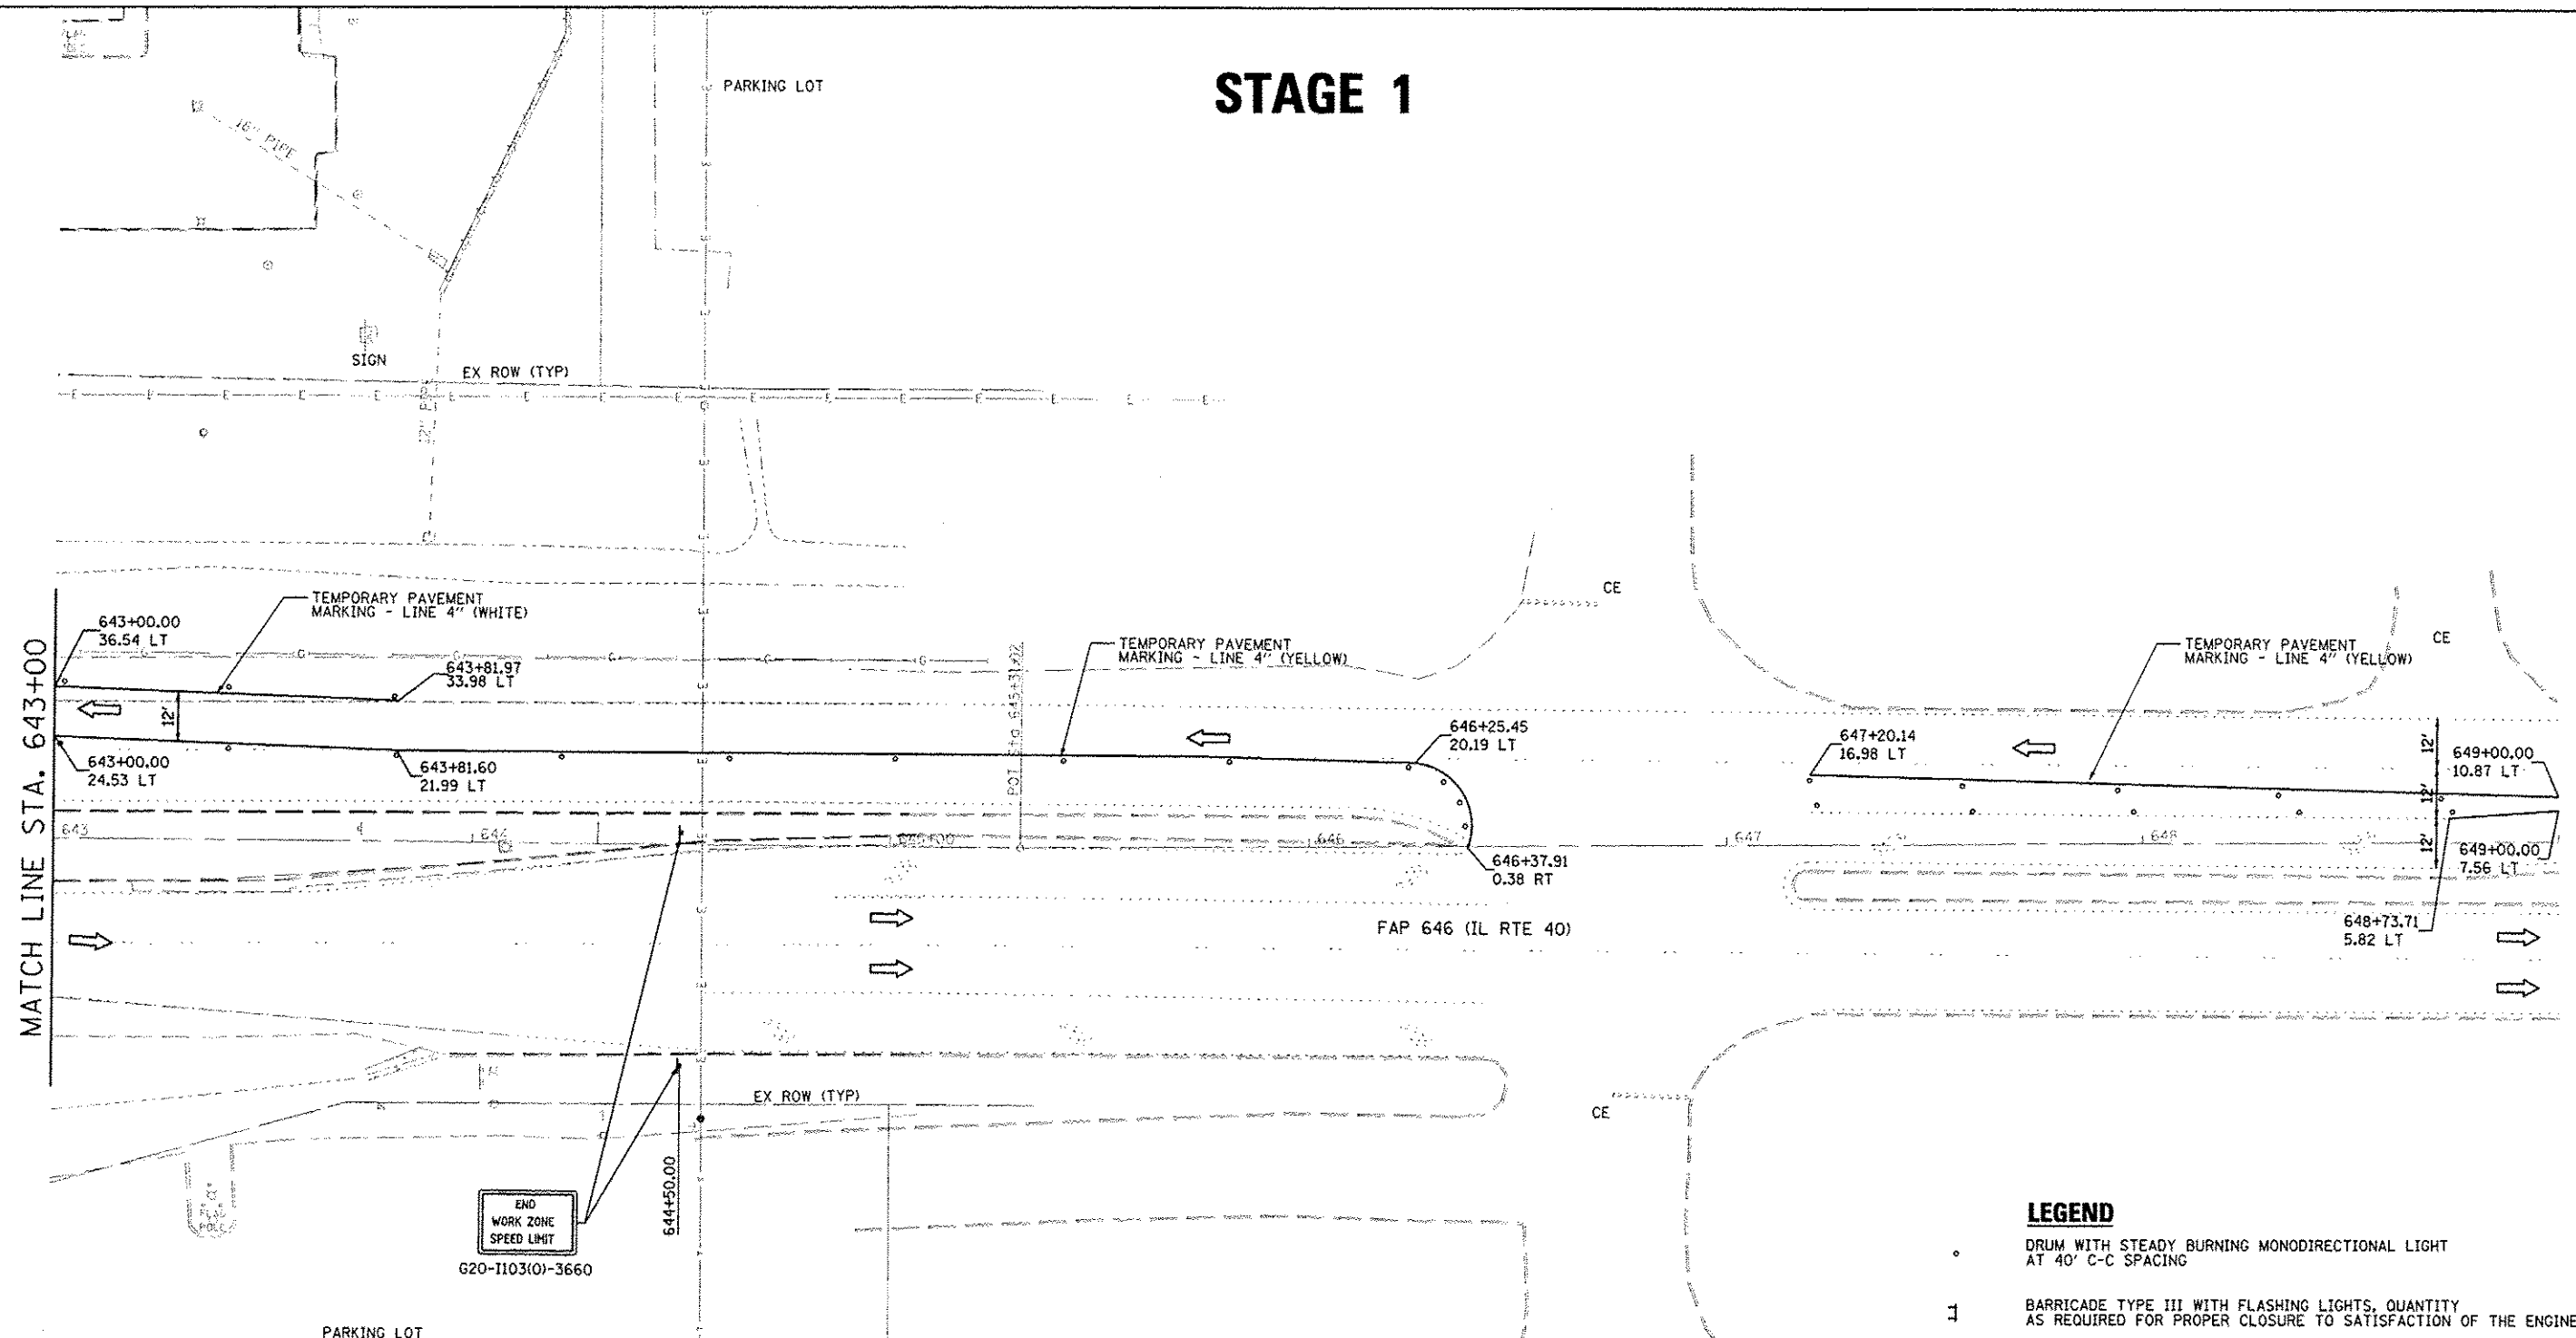 STAGE 1
PARKING LOT
16" PIPE
SIGN
EX ROW (TYP)
12" PIPE
CE
TEMPORARY PAVEMENT
MARKING - LINE 4" (WHITE)
643+00.00
36.54 LT
643+81.97
33.98 LT
TEMPORARY PAVEMENT
MARKING - LINE 4" (YELLOW)
TEMPORARY PAVEMENT
MARKING - LINE 4" (YELLOW)
CE
MATCH LINE STA. 643+00
12'
643+00.00
24.53 LT
643+81.60
21.99 LT
POT Sta 645+31.02
646+25.45
20.19 LT
647+20.14
16.98 LT
12'
12'
12'
649+00.00
10.87 LT
643
644
645+00
646
647
648
646+37.91
0.38 RT
649+00.00
7.56 LT
648+73.71
5.82 LT
FAP 646 (IL RTE 40)
EX ROW (TYP)
CE
644+50.00
END
WORK ZONE
SPEED LIMIT
G20-I103(O)-3660
PARKING LOT
LEGEND
DRUM WITH STEADY BURNING MONODIRECTIONAL LIGHT
AT 40' C-C SPACING
BARRICADE TYPE III WITH FLASHING LIGHTS, QUANTITY
AS REQUIRED FOR PROPER CLOSURE TO SATISFACTION OF THE ENGINE